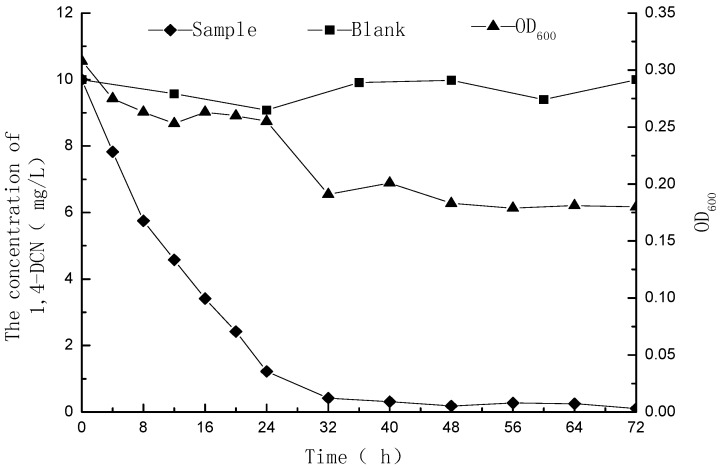 Sample Blank OD600
12
10
8
6
4
2
0
0.35
0.30
0.25
0.20
0.15
0.10
0.05
0.00
0 8 16 24 32 40 48 56 64 72
The concentration of
1,4-DCN ( mg/L)
OD600
Time ( h)